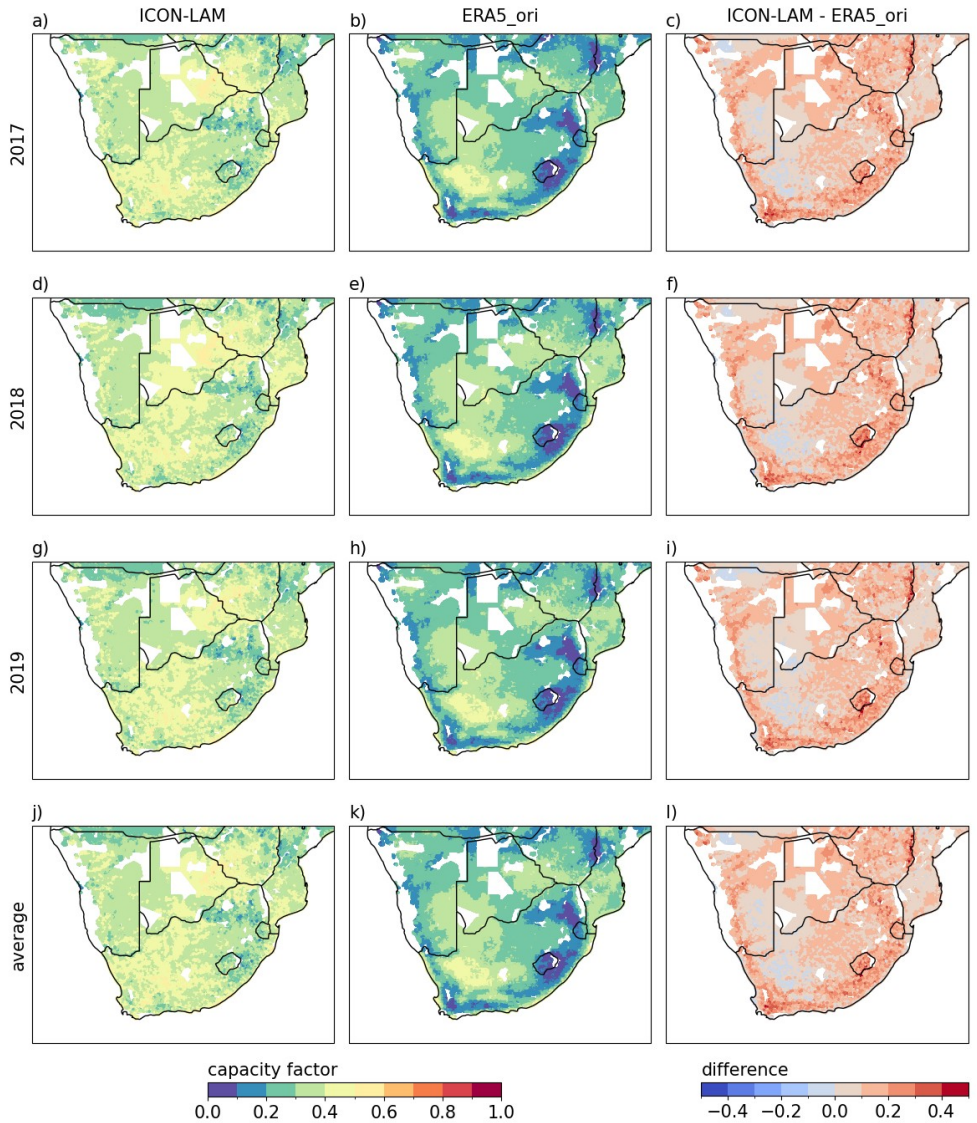 ICON-LAM ERA5_ori ICON-LAM - ERA5_ori
a) b) c)
2017
d) e) f)
2018
g) h) i)
2019
j) k) l)
average
capacity factor
0.0 0.2 0.4 0.6 0.8 1.0
difference
−0.4 −0.2 0.0 0.2 0.4